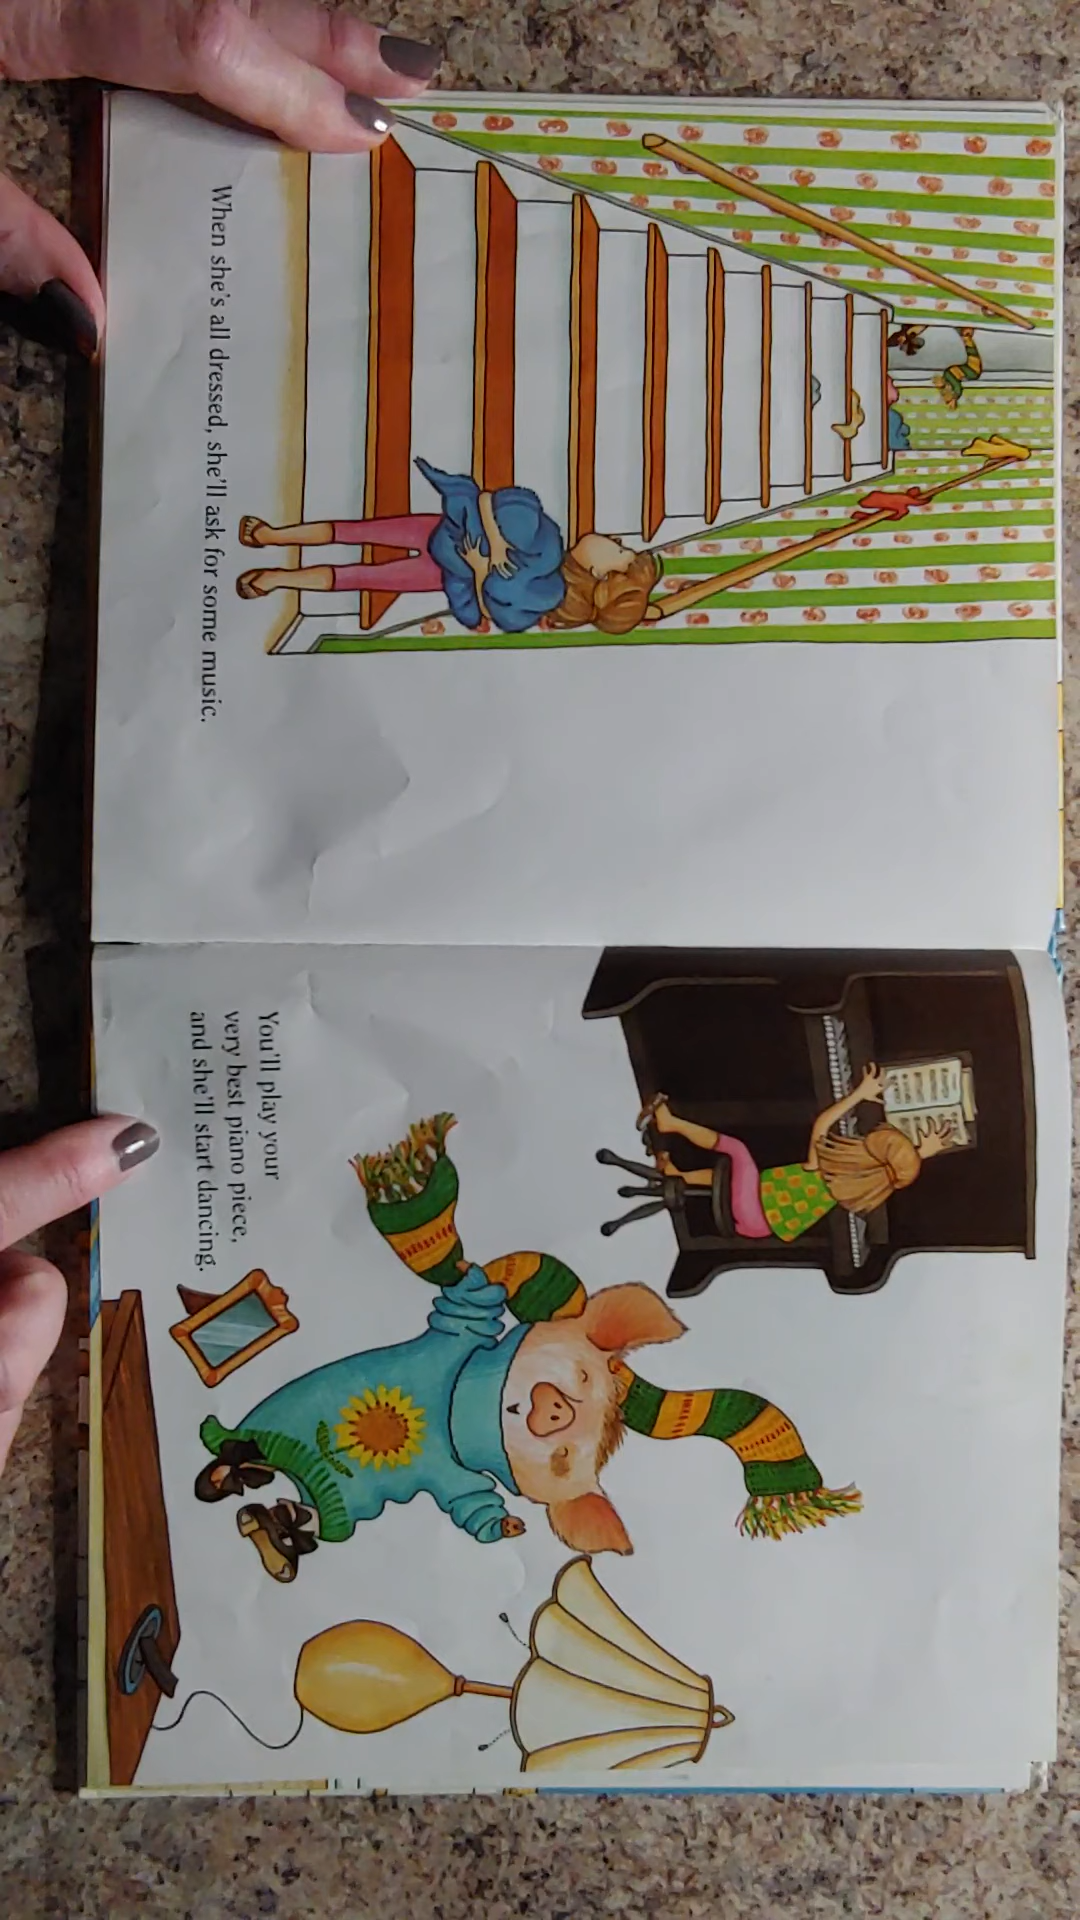 When she's all dressed, she'll ask for some music.
You'll play your
very best piano piece,
and she'll start dancing.